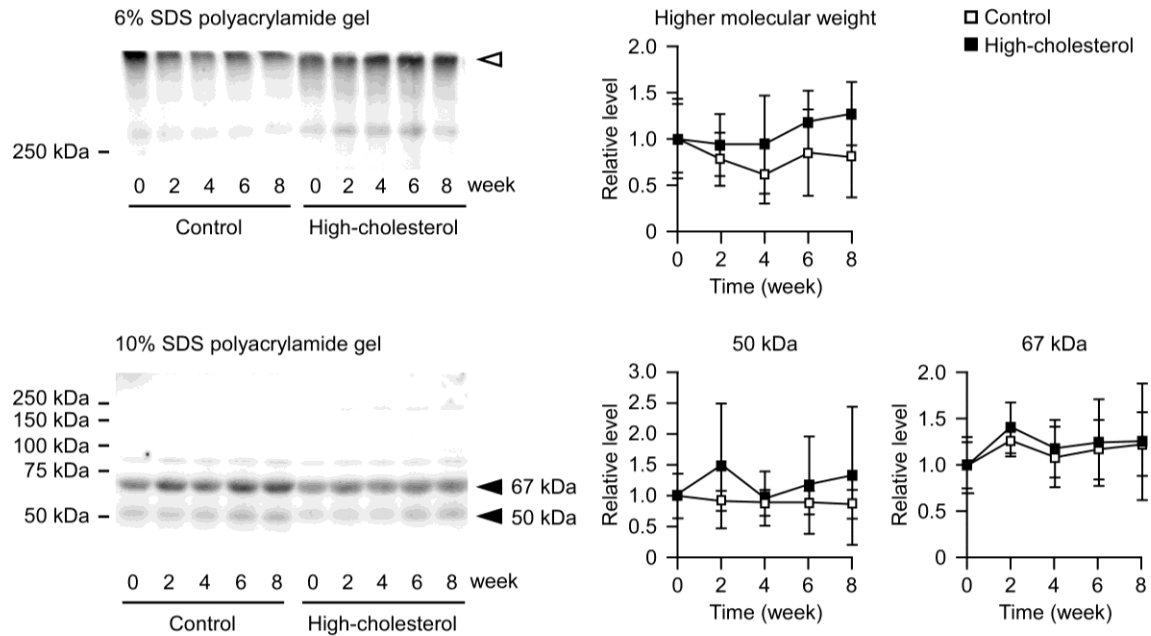 6% SDS polyacrylamide gel
250 kDa
0 2 4 6 8 0 2 4 6 8 week
Control High-cholesterol
Higher molecular weight
Control
High-cholesterol
Relative level
2.0
1.5
1.0
0.5
0
0 2 4 6 8
Time (week)
10% SDS polyacrylamide gel
250 kDa
150 kDa
100 kDa
75 kDa
50 kDa
67 kDa
50 kDa
0 2 4 6 8 0 2 4 6 8 week
Control High-cholesterol
50 kDa
Relative level
3.0
2.5
2.0
1.5
1.0
0.5
0
0 2 4 6 8
Time (week)
67 kDa
Relative level
2.0
1.5
1.0
0.5
0
0 2 4 6 8
Time (week)